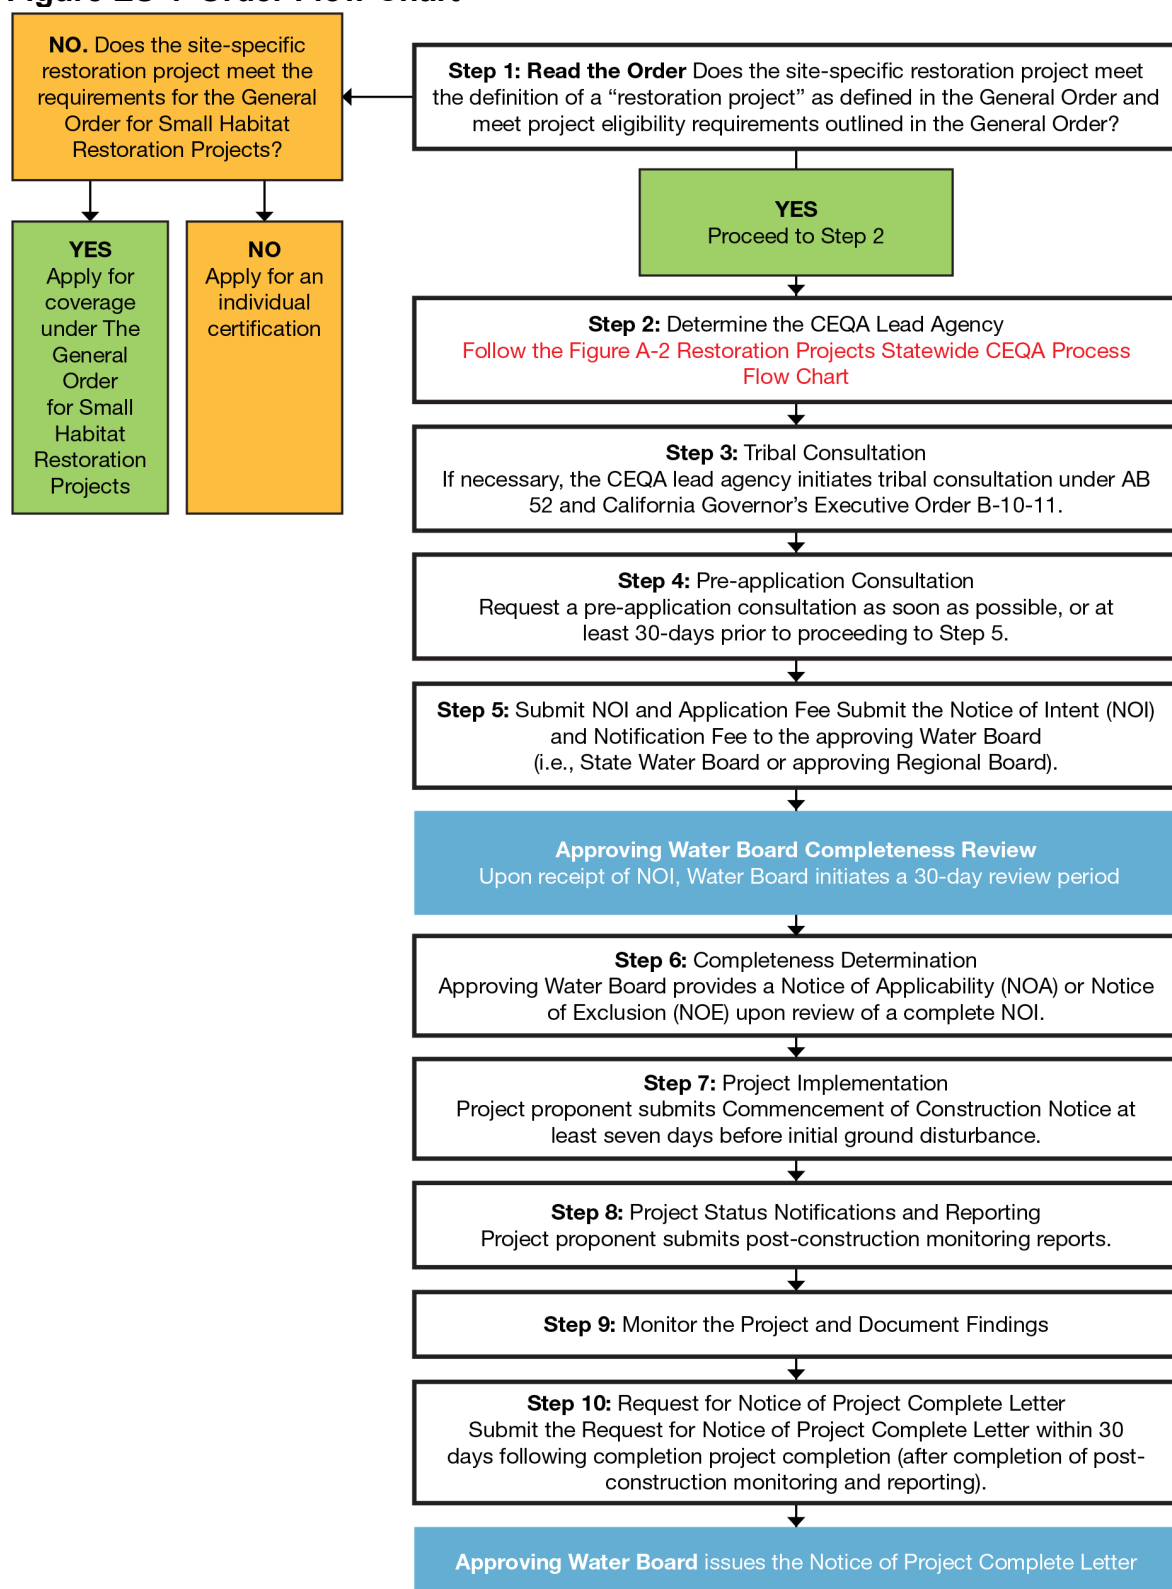 Figure ES-1 Order Flow Chart
NO. Does the site-specific
restoration project meet the
requirements for the General
Order for Small Habitat
Restoration Projects?
Step 1: Read the Order Does the site-specific restoration project meet
the definition of a “restoration project” as defined in the General Order and
meet project eligibility requirements outlined in the General Order?
YES
Apply for
coverage
under The
General
Order
for Small
Habitat
Restoration
Projects
NO
Apply for an
individual
certification
YES
Proceed to Step 2
Step 2: Determine the CEQA Lead Agency
Follow the Figure A-2 Restoration Projects Statewide CEQA Process
Flow Chart
Step 3: Tribal Consultation
If necessary, the CEQA lead agency initiates tribal consultation under AB
52 and California Governor’s Executive Order B-10-11.
Step 4: Pre-application Consultation
Request a pre-application consultation as soon as possible, or at
least 30-days prior to proceeding to Step 5.
Step 5: Submit NOI and Application Fee Submit the Notice of Intent (NOI)
and Notification Fee to the approving Water Board
(i.e., State Water Board or approving Regional Board).
Approving Water Board Completeness Review
Upon receipt of NOI, Water Board initiates a 30-day review period
Step 6: Completeness Determination
Approving Water Board provides a Notice of Applicability (NOA) or Notice
of Exclusion (NOE) upon review of a complete NOI.
Step 7: Project Implementation
Project proponent submits Commencement of Construction Notice at
least seven days before initial ground disturbance.
Step 8: Project Status Notifications and Reporting
Project proponent submits post-construction monitoring reports.
Step 9: Monitor the Project and Document Findings
Step 10: Request for Notice of Project Complete Letter
Submit the Request for Notice of Project Complete Letter within 30
days following completion project completion (after completion of post-
construction monitoring and reporting).
Approving Water Board issues the Notice of Project Complete Letter